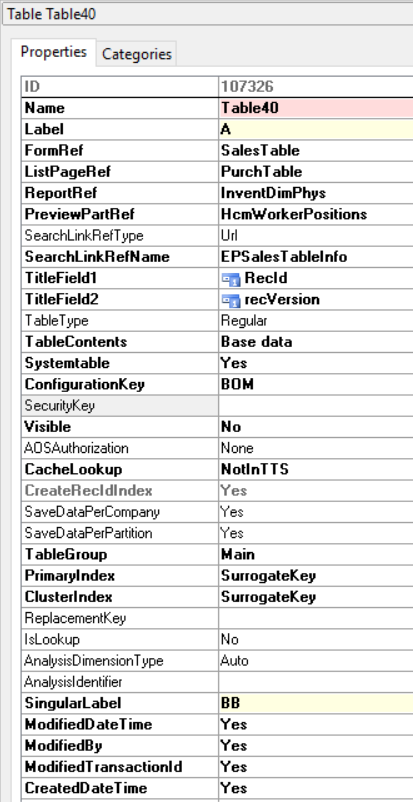 Table Table40
Properties Categories
ID 107326
Name Table40
Label A
FormRef SalesTable
ListPageRef PurchTable
ReportRef InventDimPhys
PreviewPartRef HcmWorkerPositions
SearchLinkRefType Url
SearchLinkRefName EPSalesTableInfo
TitleField1 RecId
TitleField2 recVersion
TableType Regular
TableContents Base data
Systemtable Yes
ConfigurationKey BOM
SecurityKey
Visible No
AOSAuthorization None
CacheLookup NotInTTS
CreateRecIdIndex Yes
SaveDataPerCompany Yes
SaveDataPerPartition Yes
TableGroup Main
PrimaryIndex SurrogateKey
ClusterIndex SurrogateKey
ReplacementKey
IsLookup No
AnalysisDimensionType Auto
AnalysisIdentifier
SingularLabel BB
ModifiedDateTime Yes
ModifiedBy Yes
ModifiedTransactionId Yes
CreatedDateTime Yes